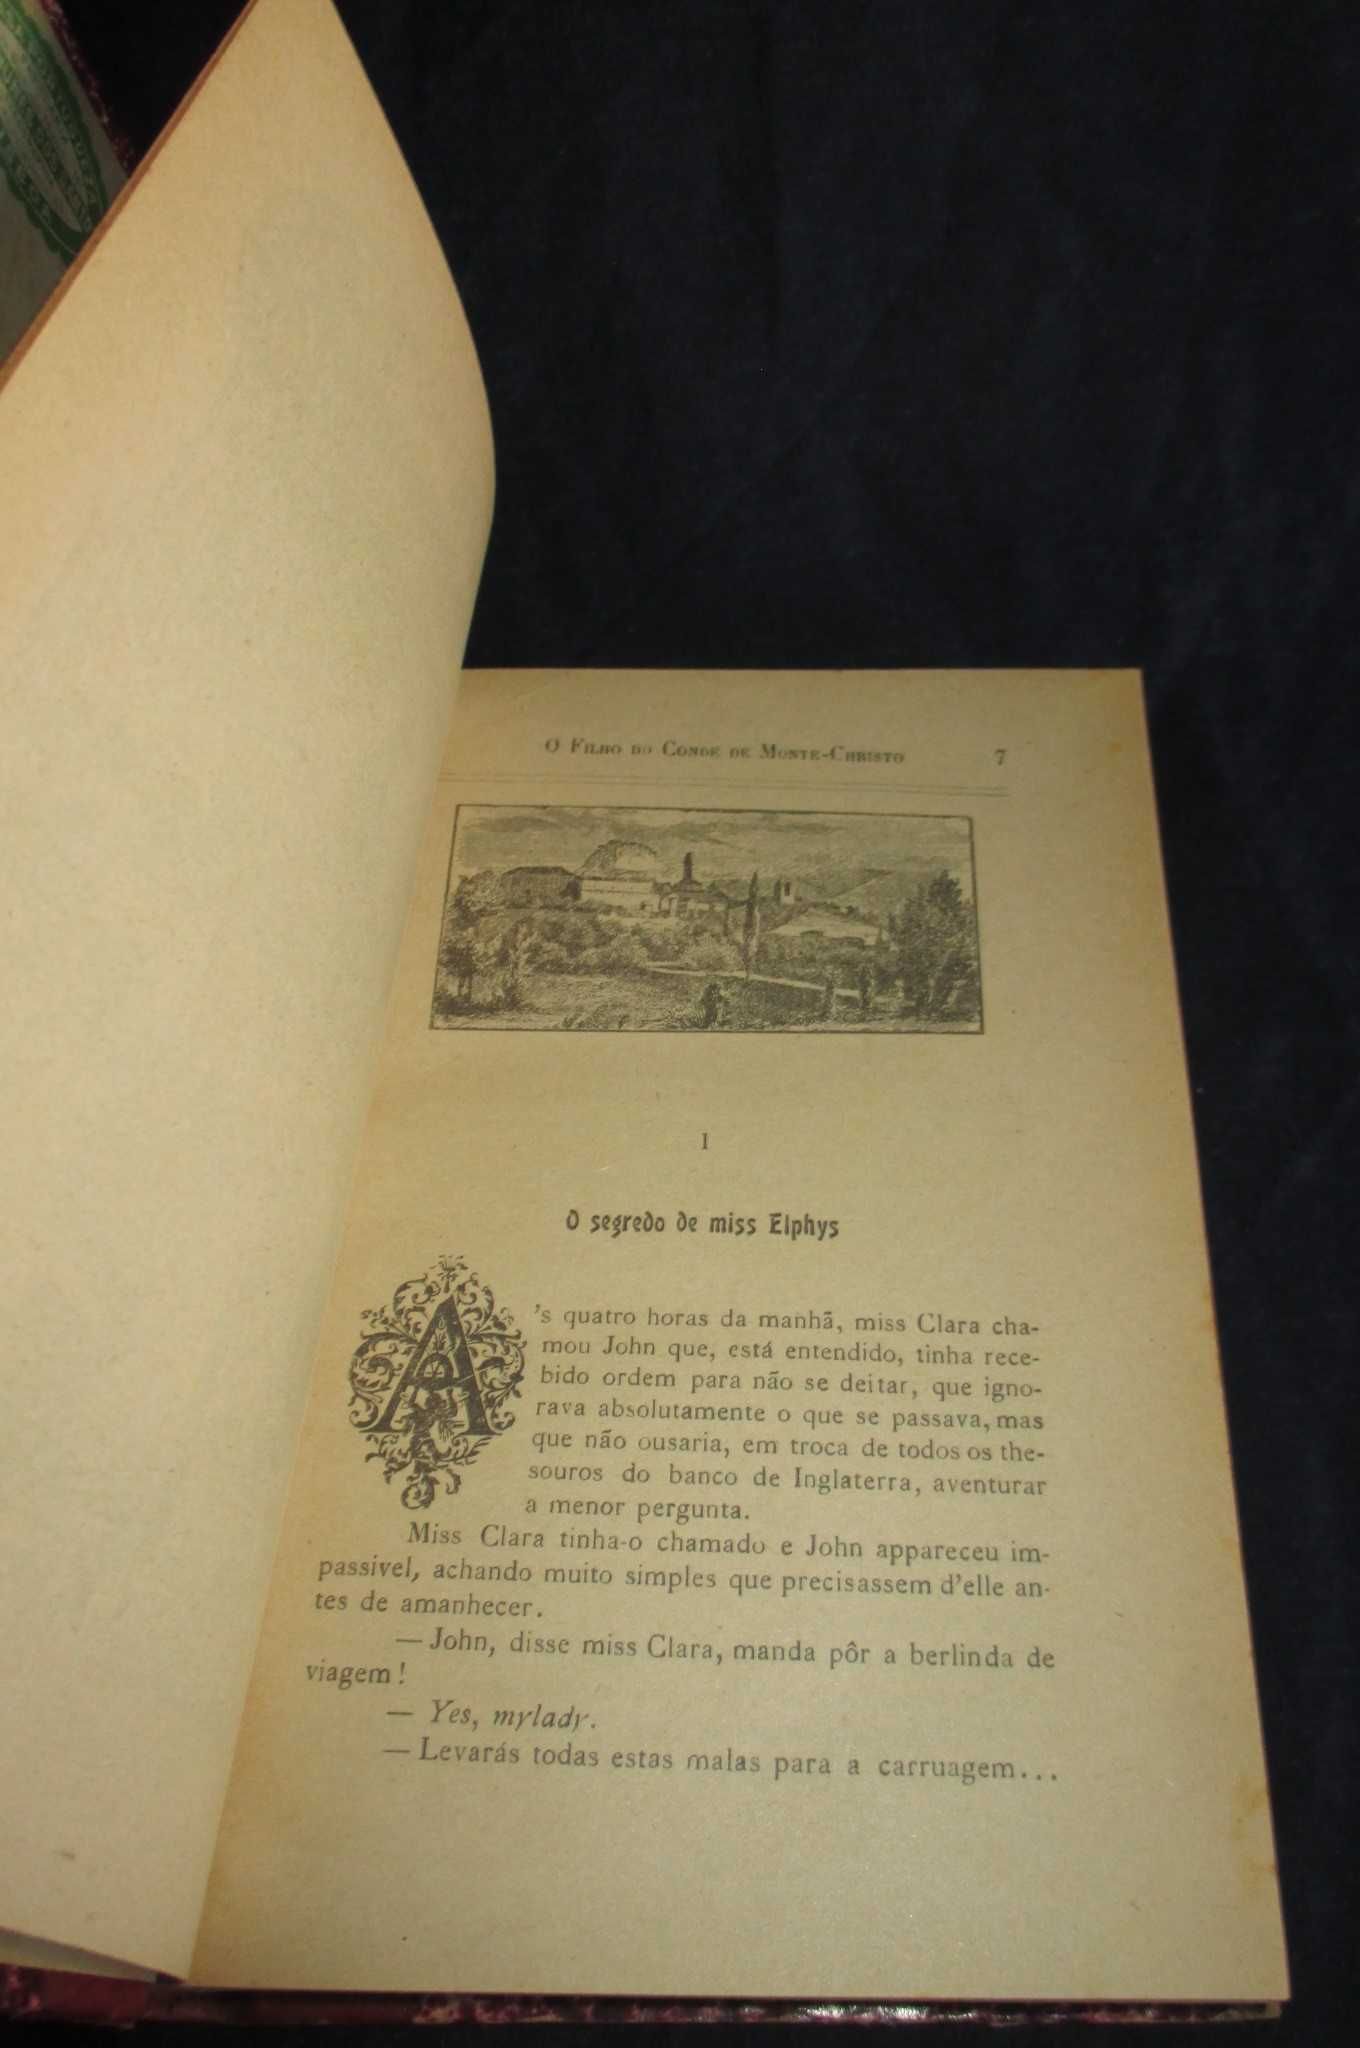 O Filho do Conde de Monte-Christo 7
I
O segredo de miss Elphys
A's quatro horas da manhã, miss Clara cha-
mou John que, está entendido, tinha rece-
bido ordem para não se deitar, que igno-
rava absolutamente o que se passava, mas
que não ousaria, em troca de todos os the-
souros do banco de Inglaterra, aventurar
a menor pergunta.
Miss Clara tinha-o chamado e John appareceu im-
passivel, achando muito simples que precisassem d'elle an-
tes de amanhecer.
— John, disse miss Clara, manda pôr a berlinda de
viagem !
— Yes, mylady.
— Levarás todas estas malas para a carruagem...